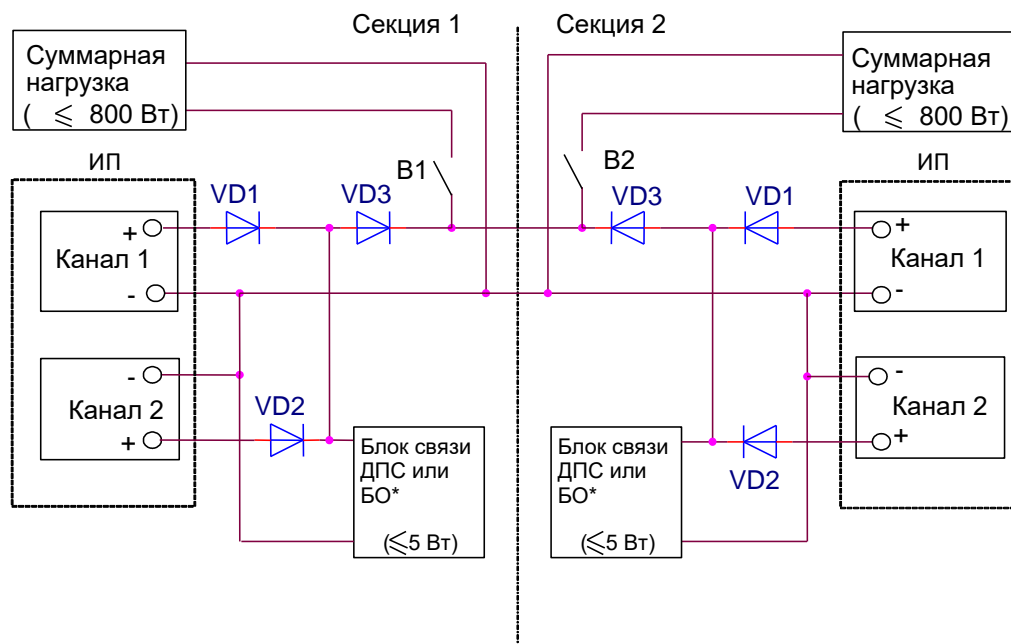 Секция 1
Секция 2
Суммарная
нагрузка
( ⩽ 800 Вт)
Суммарная
нагрузка
( ⩽ 800 Вт)
ИП
VD1
VD3
В1
В2
VD3
VD1
ИП
+
Канал 1
-
+
Канал 1
-
-
Канал 2
+
VD2
-
Канал 2
+
VD2
Блок связи
ДПС или
БО*
(⩽5 Вт)
Блок связи
ДПС или
БО*
(⩽5 Вт)